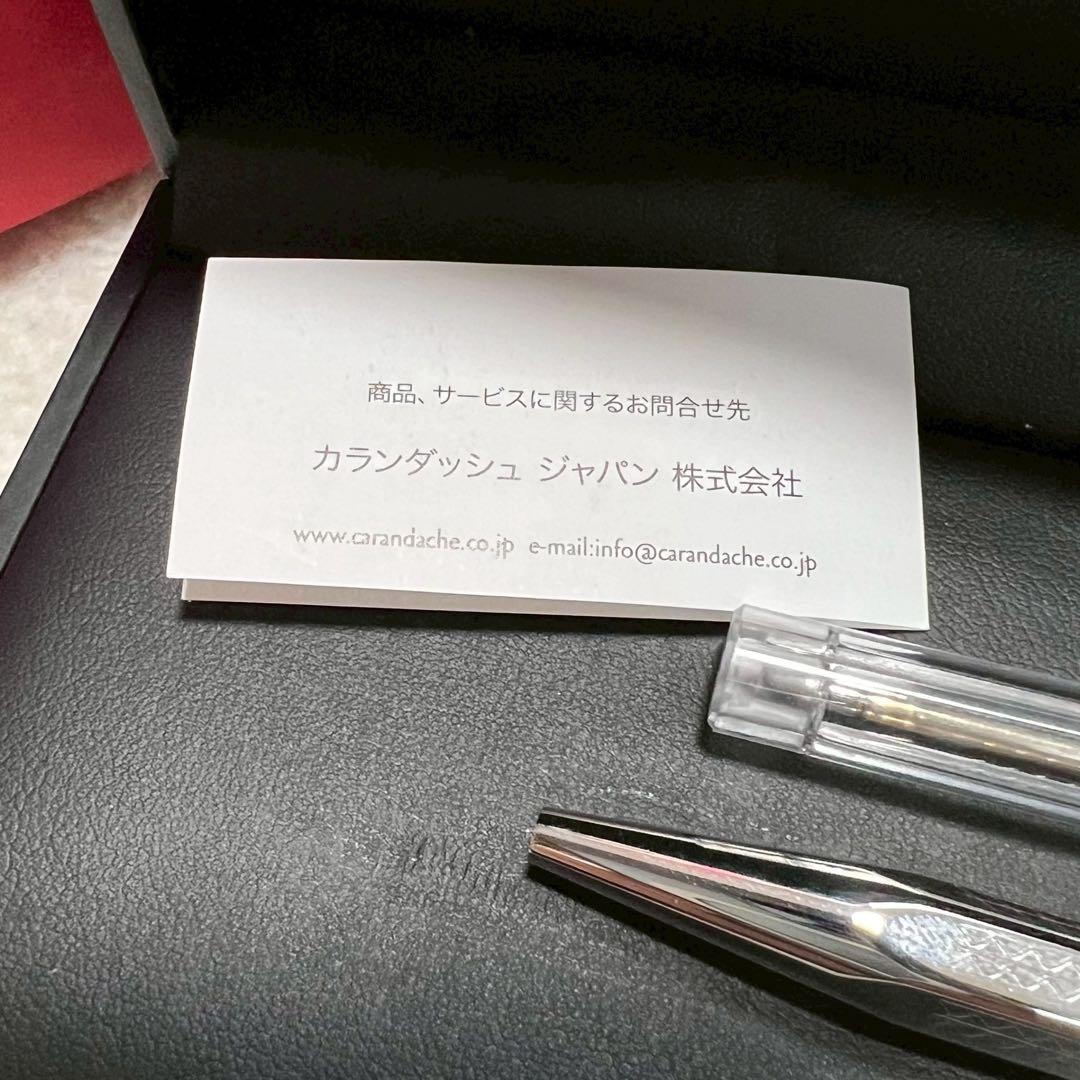 商品、サービスに関するお問合せ先
カランダッシュ ジャパン 株式会社
www.carandache.co.jp e-mail:info@carandache.co.jp